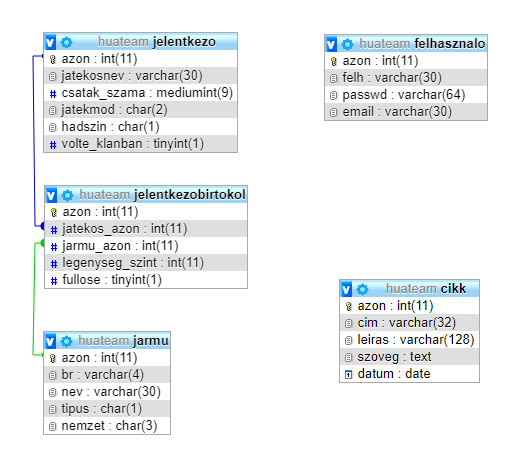 huateam jelentkezo
azon : int(11)
jatekosnev : varchar(30)
# csatak_szama : mediumint(9)
jatekmod : char(2)
hadszin : char(1)
# volte_klanban : tinyint(1)
huateam felhasznalo
azon : int(11)
felh : varchar(30)
passwd : varchar(64)
email : varchar(30)
huateam jelentkezobirtokol
azon : int(11)
# jatekos_azon : int(11)
# jarmu_azon : int(11)
# legenyseg_szint : int(11)
# fullose : tinyint(1)
huateam cikk
azon : int(11)
cim : varchar(32)
leiras : varchar(128)
szoveg : text
datum : date
huateam jarmu
azon : int(11)
br : varchar(4)
nev : varchar(30)
tipus : char(1)
nemzet : char(3)